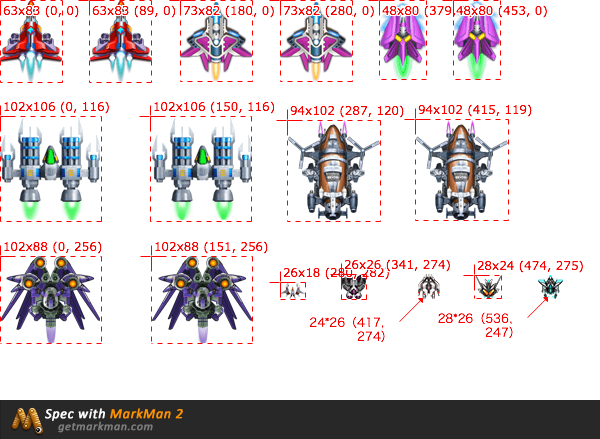 63x83 (0, 0) 63x83 (89, 0) 73x82 (180, 0) 73x82 (280, 0) 48x80 (379, 48x80 (453, 0)
102x106 (0, 116) 102x106 (150, 116) 94x102 (287, 120) 94x102 (415, 119)
102x88 (0, 256) 102x88 (151, 256)
26x18 (280, 282) 26x26 (341, 274) 28x24 (474, 275)
24*26（417,
274）
28*26（536,
247）
Spec with MarkMan 2
getmarkman.com